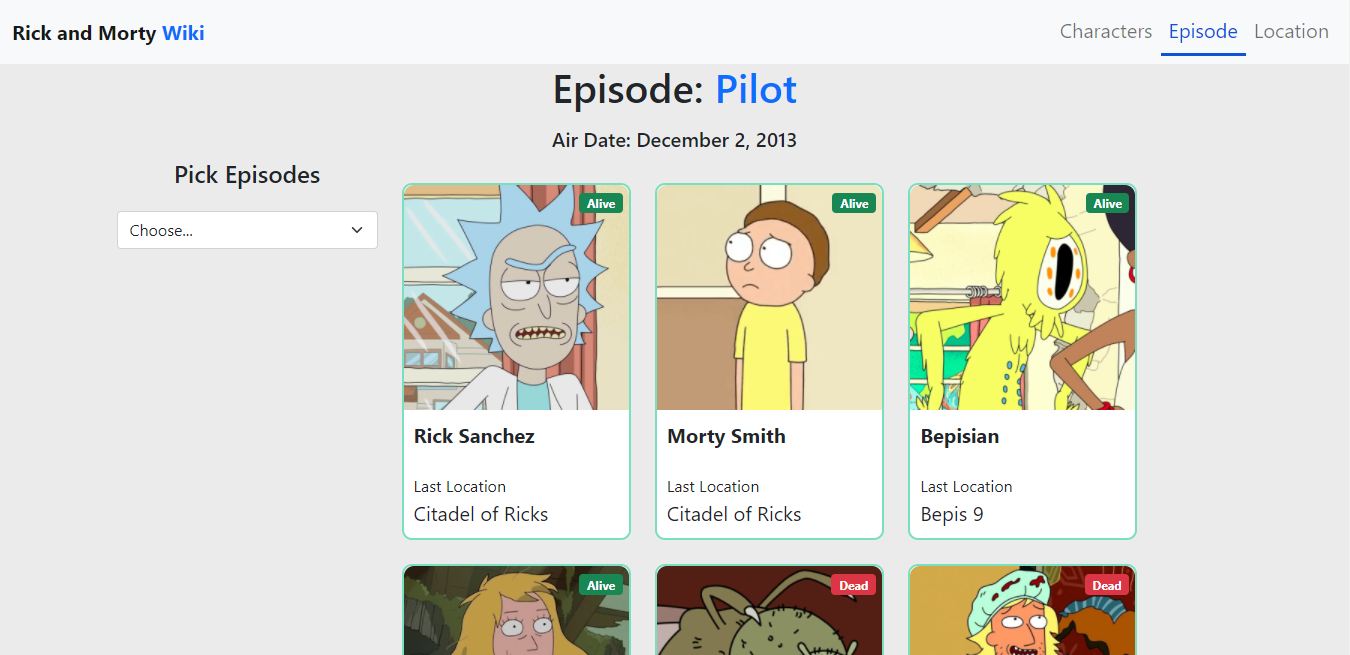 Rick and Morty Wiki
Characters Episode Location
Episode: Pilot
Air Date: December 2, 2013
Pick Episodes
Choose...
Alive
Rick Sanchez
Last Location
Citadel of Ricks
Alive
Morty Smith
Last Location
Citadel of Ricks
Alive
Bepisian
Last Location
Bepis 9
Alive
Dead
Dead